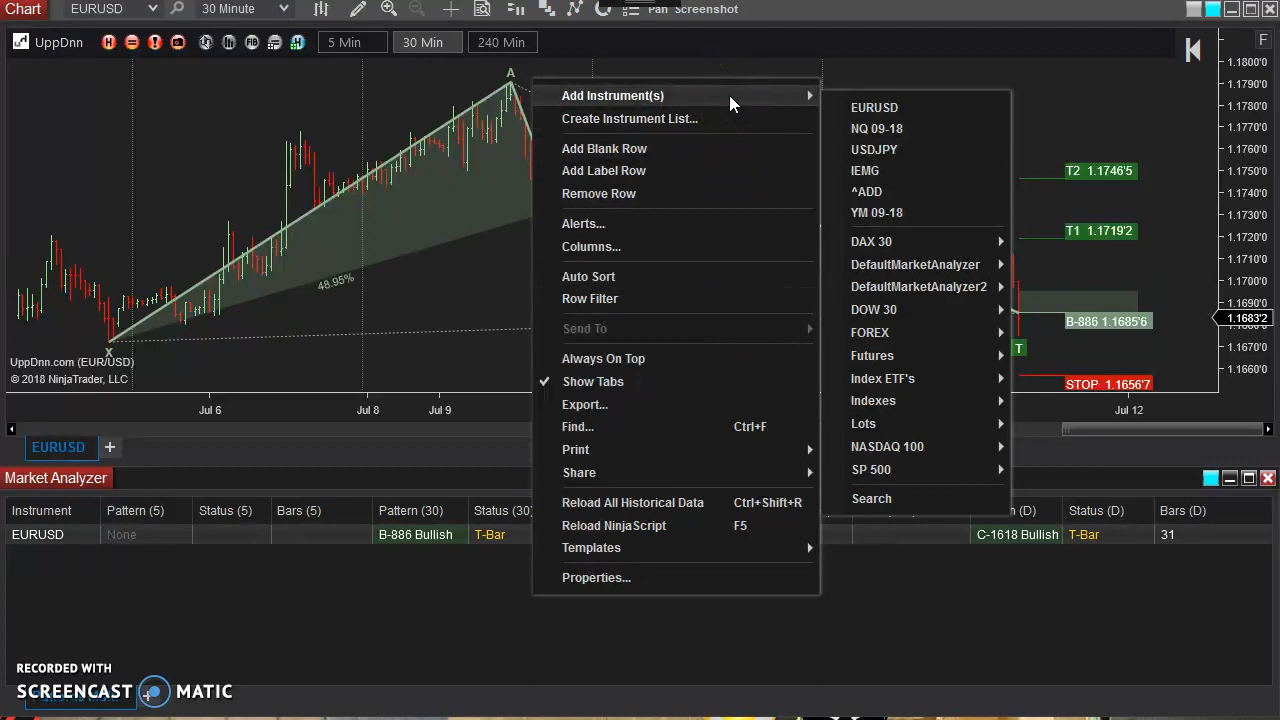 Chart
EURUSD
30 Minute
Pan Screenshot
UppDnn
H
FIB
H
5 Min
30 Min
240 Min
F
A
X
48.95%
UppDnn.com (EUR/USD)
© 2018 NinjaTrader, LLC
Jul 6
Jul 8
Jul 9
Jul 12
T2 1.1746'5
T1 1.1719'2
B-886 1.1685'6
T
STOP 1.1656'7
1.1800'0
1.1790'0
1.1780'0
1.1770'0
1.1760'0
1.1750'0
1.1740'0
1.1730'0
1.1720'0
1.1710'0
1.1700'0
1.1690'0
1.1683'2
1.1670'0
1.1660'0
EURUSD
+
Add Instrument(s)
Create Instrument List...
Add Blank Row
Add Label Row
Remove Row
Alerts...
Columns...
Auto Sort
Row Filter
Send To
Always On Top
Show Tabs
Export...
Find... Ctrl+F
Print
Share
Reload All Historical Data Ctrl+Shift+R
Reload NinjaScript F5
Templates
Properties...
EURUSD
NQ 09-18
USDJPY
IEMG
^ADD
YM 09-18
DAX 30
DefaultMarketAnalyzer
DefaultMarketAnalyzer2
DOW 30
FOREX
Futures
Index ETF's
Indexes
Lots
NASDAQ 100
SP 500
Search
Market Analyzer
Instrument Pattern (5) Status (5) Bars (5) Pattern (30) Status (30) (D) Status (D) Bars (D)
EURUSD None B-886 Bullish T-Bar C-1618 Bullish T-Bar 31
RECORDED WITH
SCREENCAST MATIC